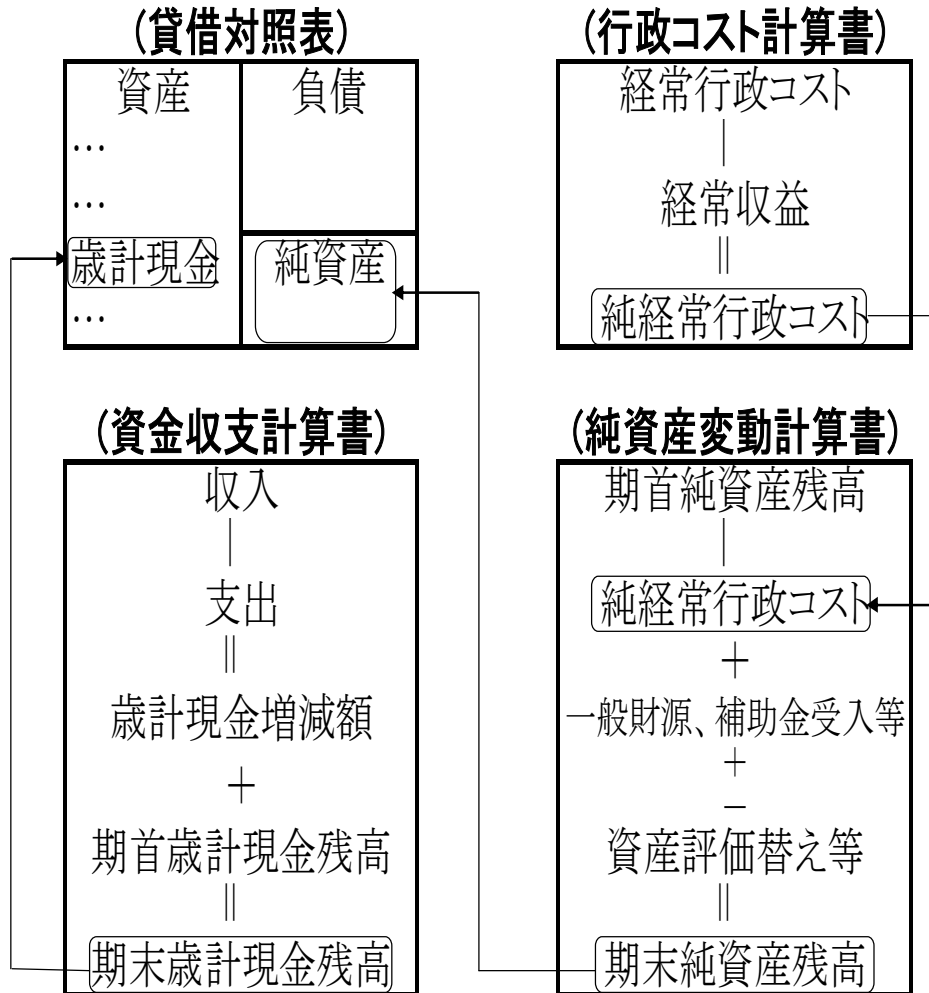 (貸借対照表)
資産
負債
…
…
歳計現金
純資産
…
(行政コスト計算書)
経常行政コスト
|
経常収益
||
純経常行政コスト
(資金収支計算書)
収入
|
支出
||
歳計現金増減額
+
期首歳計現金残高
||
期末歳計現金残高
(純資産変動計算書)
期首純資産残高
|
純経常行政コスト
+
一般財源、補助金受入等
+
−
資産評価替え等
||
期末純資産残高